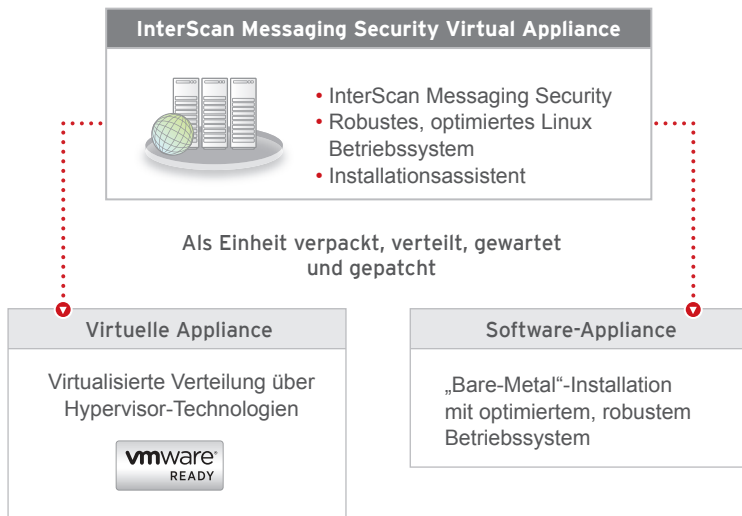 InterScan Messaging Security Virtual Appliance
• InterScan Messaging Security
• Robustes, optimiertes Linux
Betriebssystem
• Installationsassistent
Als Einheit verpackt, verteilt, gewartet
und gepatcht
Virtuelle Appliance
Virtualisierte Verteilung über
Hypervisor-Technologien
vmware®
READY
Software-Appliance
„Bare-Metal“-Installation
mit optimiertem, robustem
Betriebssystem